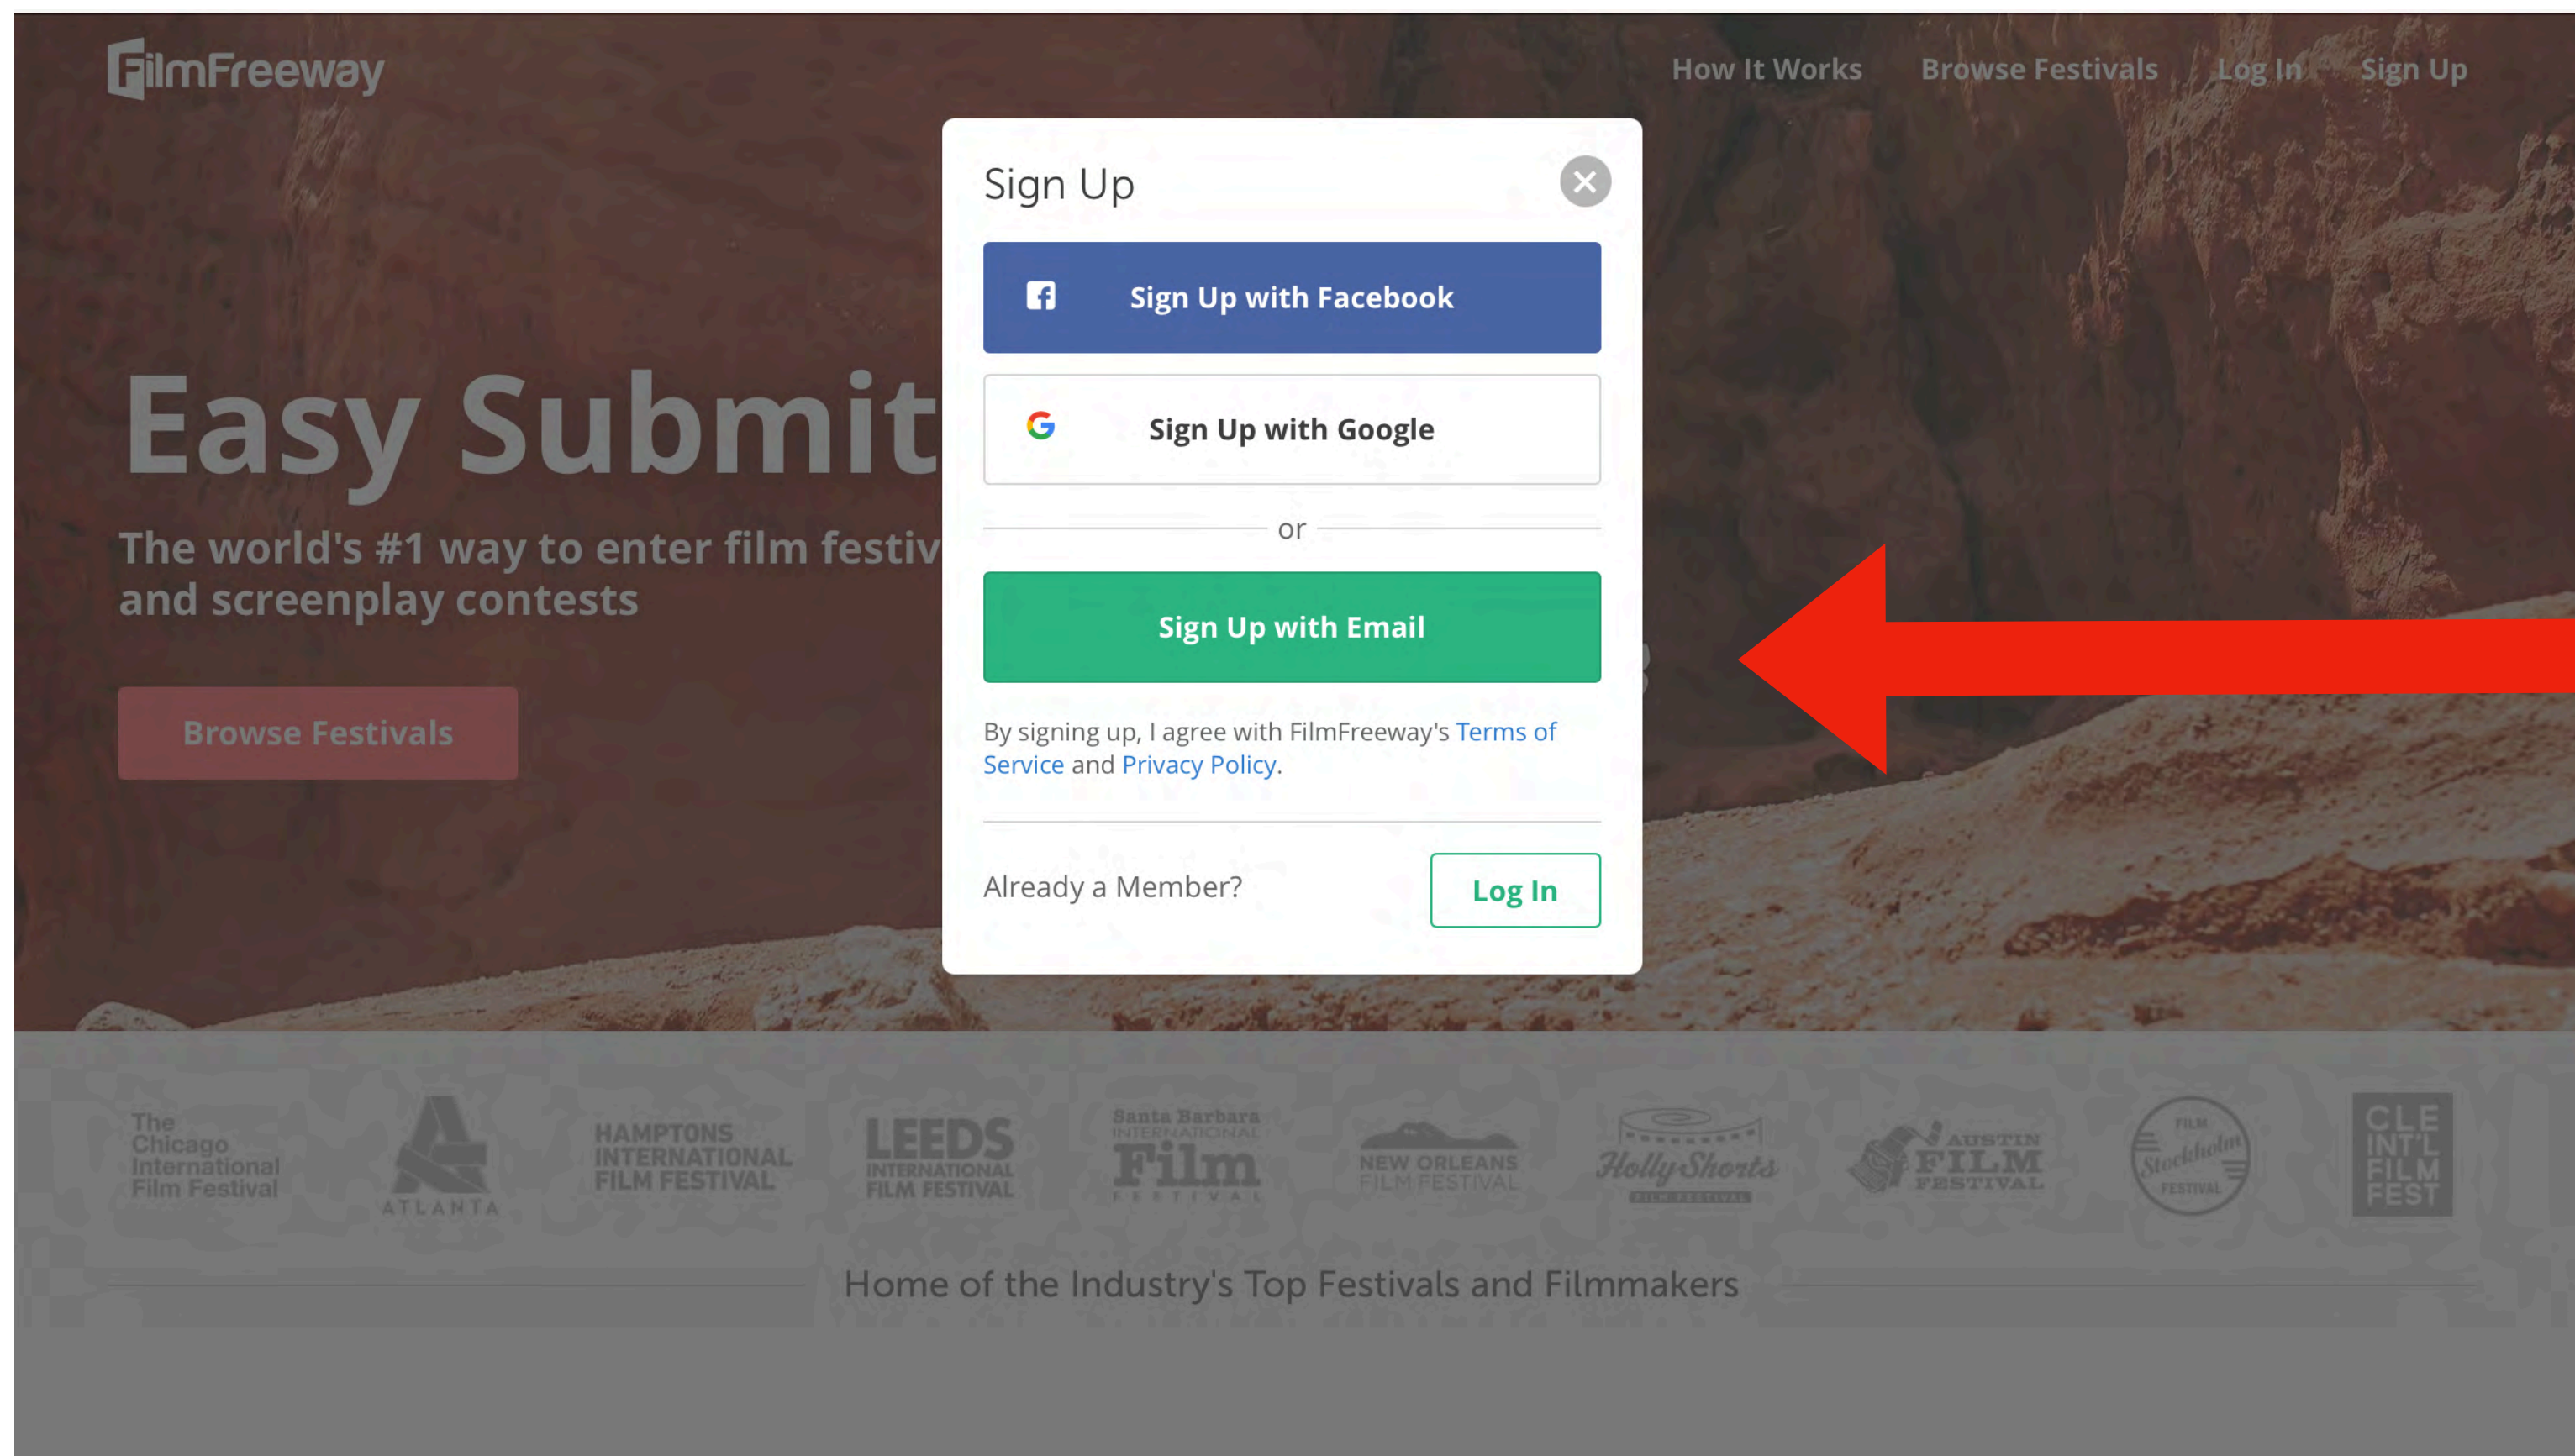 FilmFreeway
How It Works
Browse Festivals
Log In
Sign Up
Sign Up
Sign Up with Facebook
G
Sign Up with Google
or
Sign Up with Email
By signing up, I agree with FilmFreeway's Terms of
Service and Privacy Policy.
Already a Member?
Log In
Easy Submit
The world's #1 way to enter film festiv
and screenplay contests
Browse Festivals
The
Chicago
International
Film Festival
ATLANTA
HAMPTONS
INTERNATIONAL
FILM FESTIVAL
LEEDS
INTERNATIONAL
FILM FESTIVAL
Santa Barbara
INTERNATIONAL
Film
FESTIVAL
NEW ORLEANS
FILM FESTIVAL
HollyShorts
FILM FESTIVAL
AUSTIN
FILM
FESTIVAL
FILM
Stockholm
FESTIVAL
CLE
INT'L
FILM
FEST
Home of the Industry's Top Festivals and Filmmakers